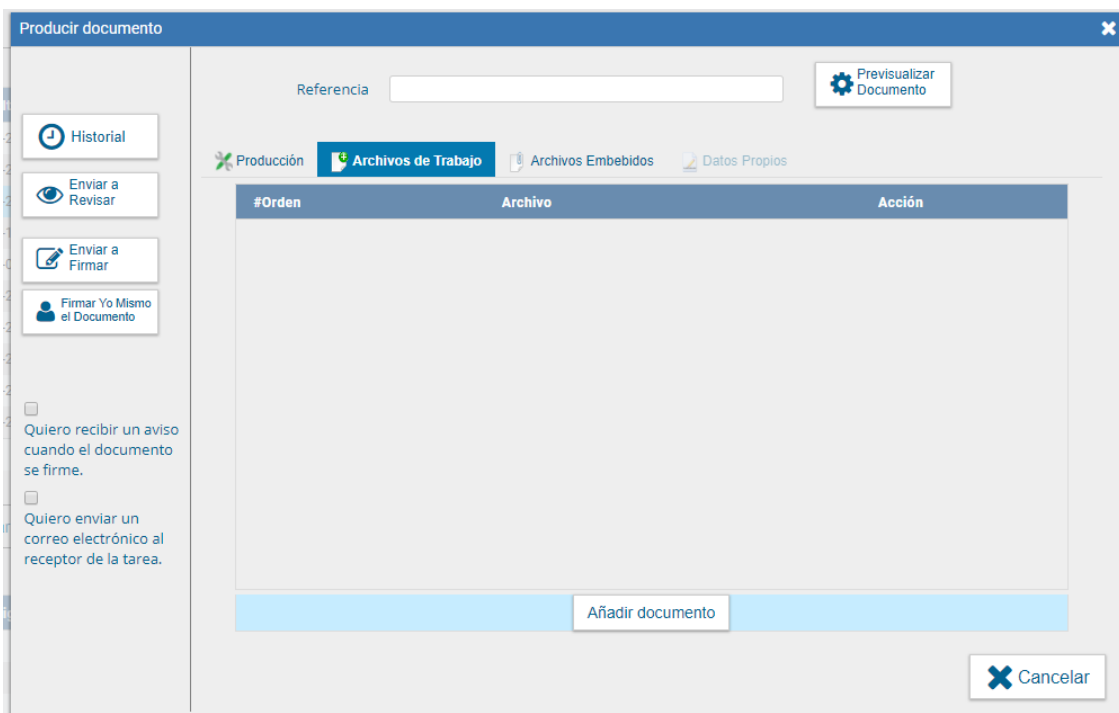 Producir documento
Referencia
Previsualizar
Documento
Historial
Enviar a
Revisar
Enviar a
Firmar
Firmar Yo Mismo
el Documento
Quiero recibir un aviso
cuando el documento
se firme.
Quiero enviar un
correo electrónico al
receptor de la tarea.
Producción
Archivos de Trabajo
Archivos Embebidos
Datos Propios
#Orden
Archivo
Acción
Añadir documento
Cancelar